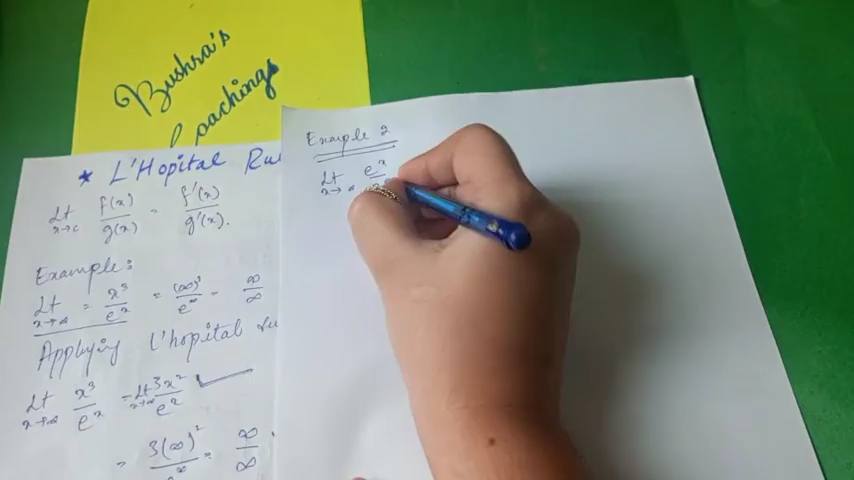 Bushra's
Coaching
* L'Hopital Ru
Lt x→c f(x)/g(x) = f'(x)/g'(x).
Example:
Lt x→∞ = x³/eˣ = (∞)³/e^∞ = ∞/∞
Applying L'hopital
Lt x→∞ x³/eˣ = Lt x→∞ 3x²/eˣ
= 3(∞)²/ = ∞/∞
Example 2
Lt x→∞ eˣ